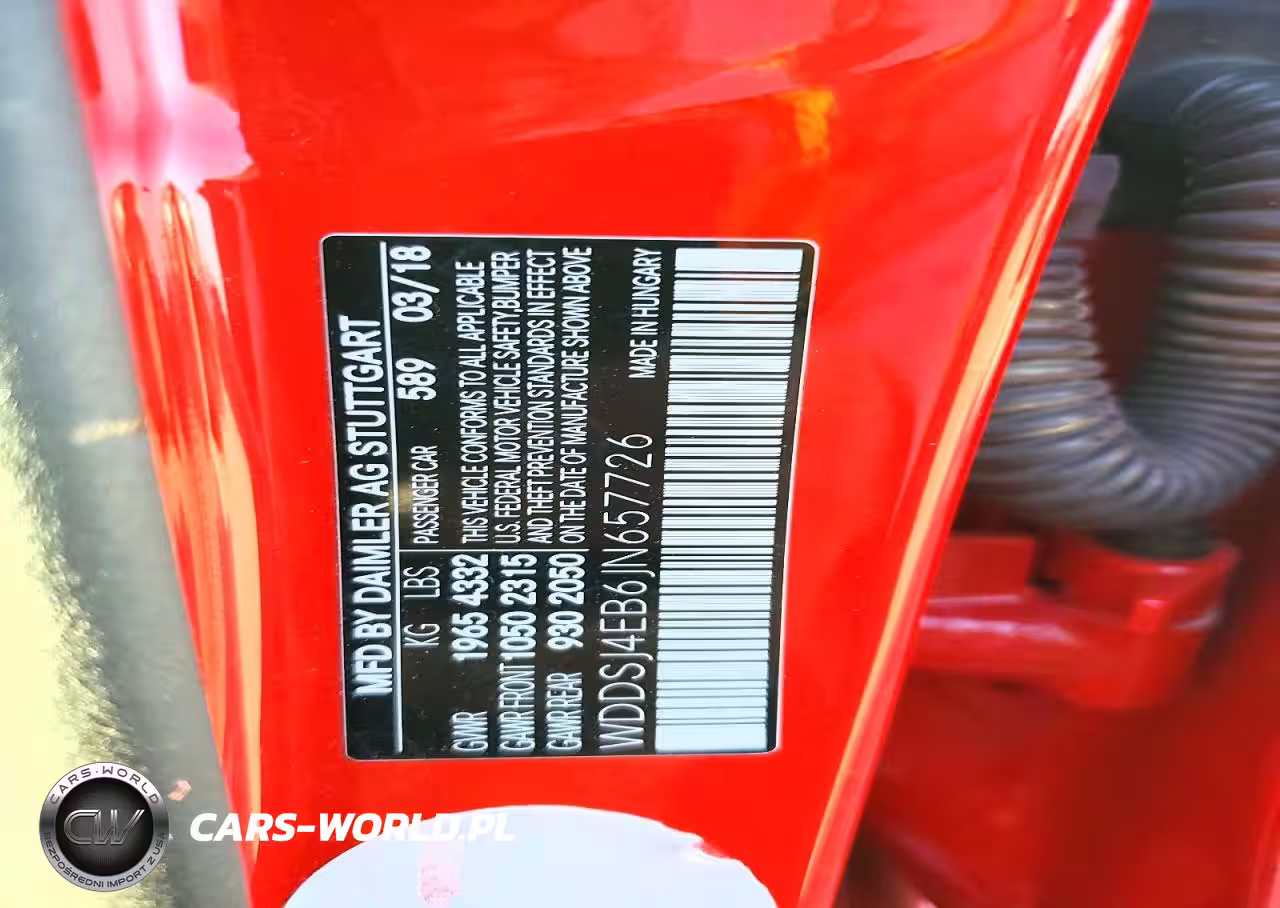 MFD BY DAIMLER AG STUTTGART
KG LBS PASSENGER CAR 589 03/18
GVWR 1965 4332 THIS VEHICLE CONFORMS TO ALL APPLICABLE
GAWR FRONT 1050 2315 U.S. FEDERAL MOTOR VEHICLE SAFETY, BUMPER
GAWR REAR 930 2050 AND THEFT PREVENTION STANDARDS IN EFFECT
ON THE DATE OF MANUFACTURE SHOWN ABOVE
WDDSJ4EB6JN657726 MADE IN HUNGARY
CARS-WORLD
CW
BEZPOŚREDNI IMPORT Z USA
CARS-WORLD.PL